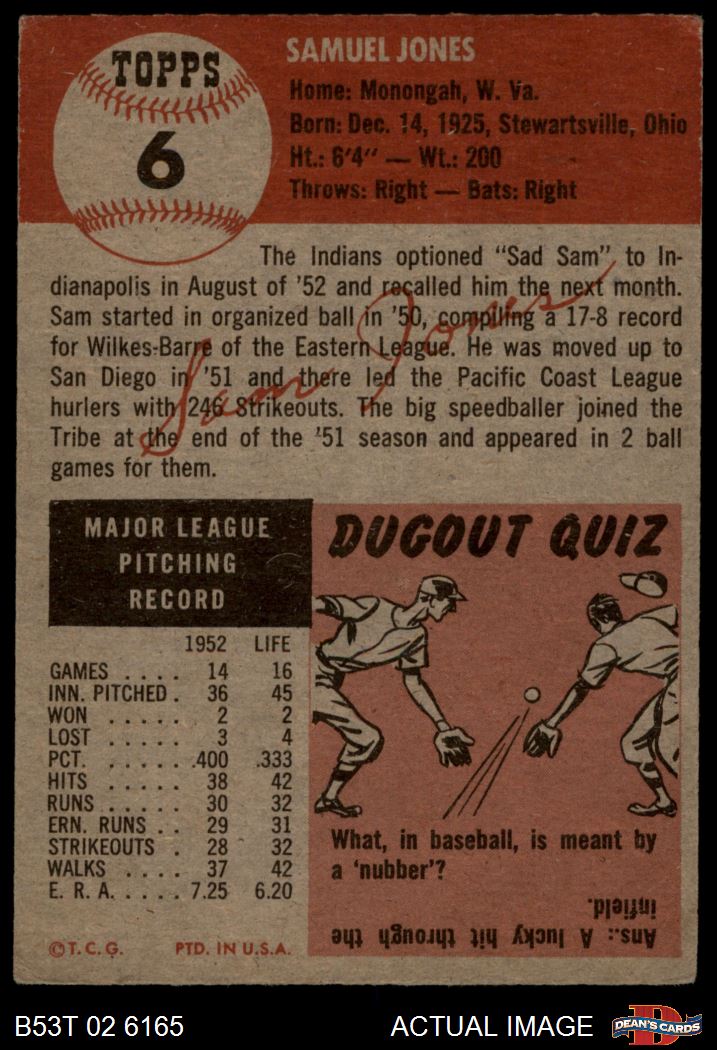 TOPPS
6
SAMUEL JONES
Home: Monongah, W. Va.
Born: Dec. 14, 1925, Stewartsville, Ohio
Ht.: 6'4" — Wt.: 200
Throws: Right — Bats: Right
The Indians optioned "Sad Sam" to In-
dianapolis in August of '52 and recalled him the next month.
Sam started in organized ball in '50, compiling a 17-8 record
for Wilkes-Barre of the Eastern League. He was moved up to
San Diego in '51 and there led the Pacific Coast League
hurlers with 246 Strikeouts. The big speedballer joined the
Tribe at the end of the '51 season and appeared in 2 ball
games for them.
Sam Jones
MAJOR LEAGUE
PITCHING
RECORD
1952 LIFE
GAMES . . . . 14 16
INN. PITCHED . 36 45
WON . . . . . 2 2
LOST . . . . . 3 4
PCT. . . . . . .400 .333
HITS . . . . . 38 42
RUNS . . . . . 30 32
ERN. RUNS . . 29 31
STRIKEOUTS . 28 32
WALKS . . . . 37 42
E. R. A. . . . . 7.25 6.20
©T.C.G. PTD. IN U.S.A.
DUGOUT QUIZ
What, in baseball, is meant by
a 'nubber'?
Ans.: A lucky hit through the
infield.
B53T 02 6165
ACTUAL IMAGE
D
DEAN'S CARDS